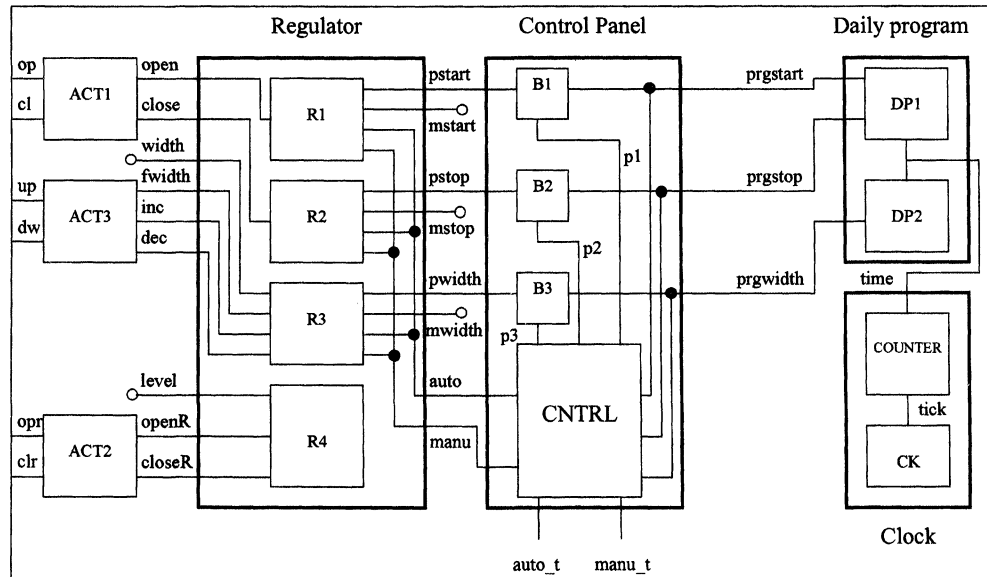 Regulator
Control Panel
Daily program
op
open
cl
close
ACT1
width
up
fwidth
inc
dw
dec
ACT3
level
opr
openR
clr
closeR
ACT2
R1
R2
R3
R4
pstart
mstart
pstop
mstop
pwidth
mwidth
auto
manu
B1
p1
B2
p2
B3
p3
CNTRL
auto_t
manu_t
prgstart
prgstop
prgwidth
DP1
DP2
time
COUNTER
tick
CK
Clock